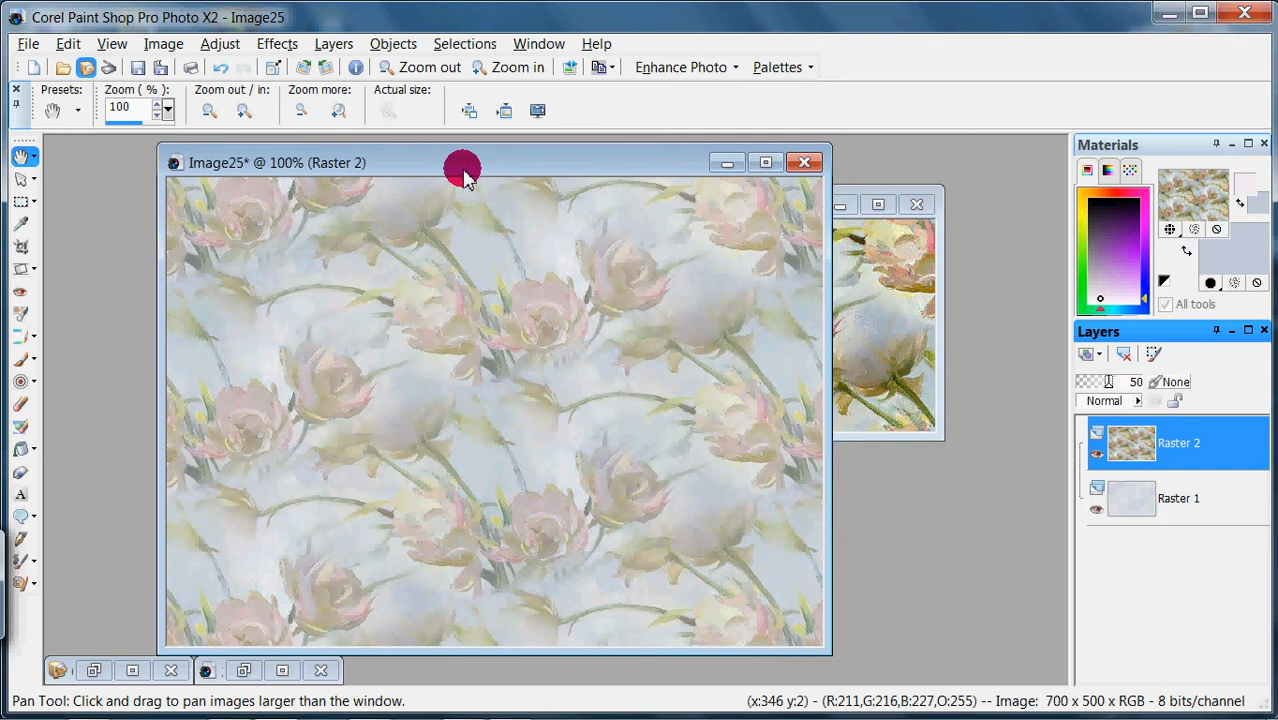 Corel Paint Shop Pro Photo X2 - Image25
File Edit View Image Adjust Effects Layers Objects Selections Window Help
Zoom out Zoom in Enhance Photo Palettes
Presets: Zoom ( % ): Zoom out / in: Zoom more: Actual size:
100
Materials
Image25* @ 100% (Raster 2)
All tools
Layers
50 None
Normal
Raster 2
Raster 1
Pan Tool: Click and drag to pan images larger than the window.
(x:346 y:2) - (R:211,G:216,B:227,O:255) -- Image: 700 x 500 x RGB - 8 bits/channel